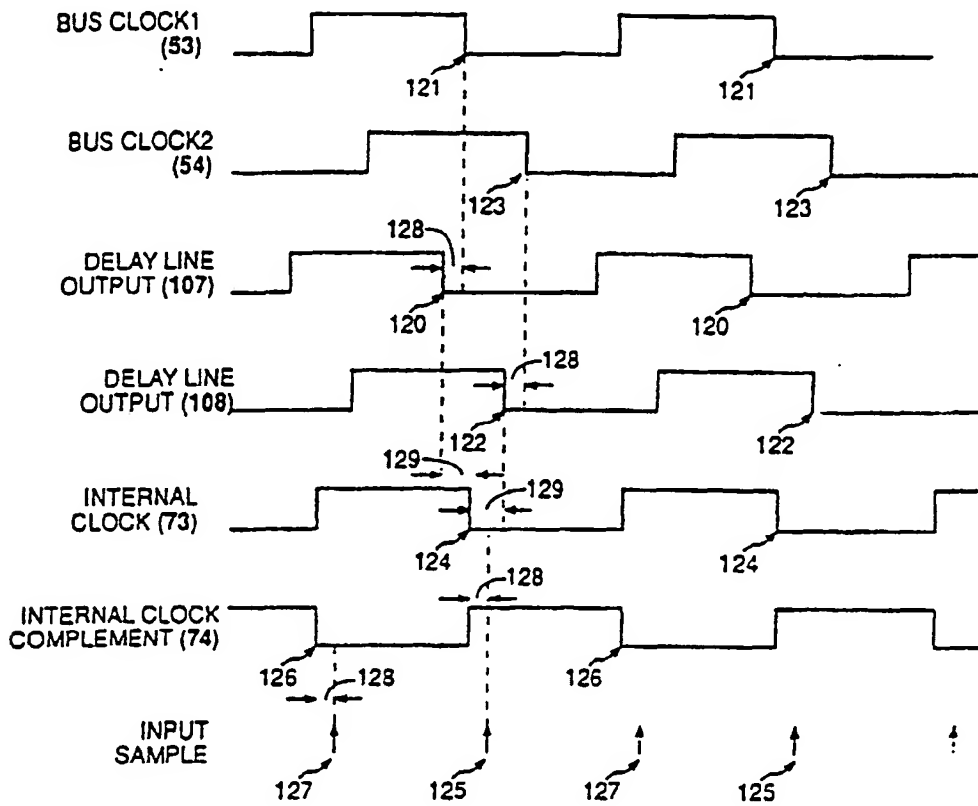 BUS CLOCK1
(53)
121
121
BUS CLOCK2
(54)
123
123
128
DELAY LINE
OUTPUT (107)
120
120
128
DELAY LINE
OUTPUT (108)
122
122
129
129
INTERNAL
CLOCK (73)
124
124
128
INTERNAL CLOCK
COMPLEMENT (74)
126
126
128
INPUT
SAMPLE
127
125
127
125